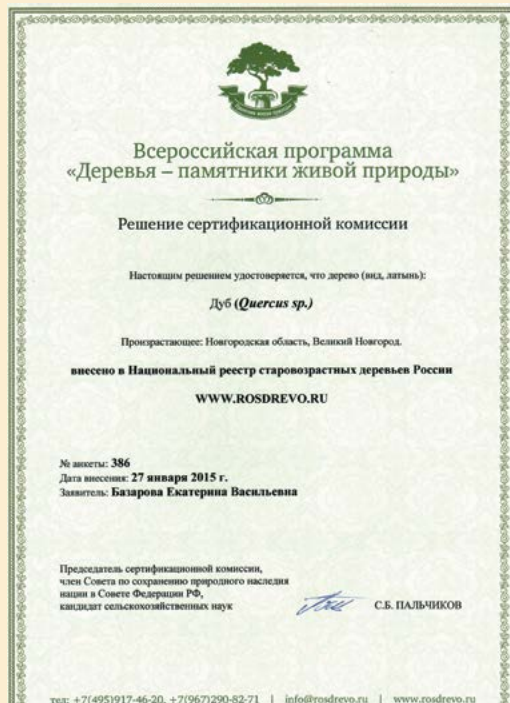 Всероссийская программа
«Деревья – памятники живой природы»
Решение сертификационной комиссии
Настоящим решением удостоверяется, что дерево (вид, латынь):
Дуб (Quercus sp.)
Произрастающее: Новгородская область, Великий Новгород.
внесено в Национальный реестр старовозрастных деревьев России
WWW.ROSDREVO.RU
№ анкеты: 386
Дата внесения: 27 января 2015 г.
Заявитель: Базарова Екатерина Васильевна
Председатель сертификационной комиссии,
член Совета по сохранению природного наследия
нации в Совете Федерации РФ,
кандидат сельскохозяйственных наук
С.Б. ПАЛЬЧИКОВ
тел: +7(495)917-46-20, +7(967)290-82-71 | info@rosdrevo.ru | www.rosdrevo.ru